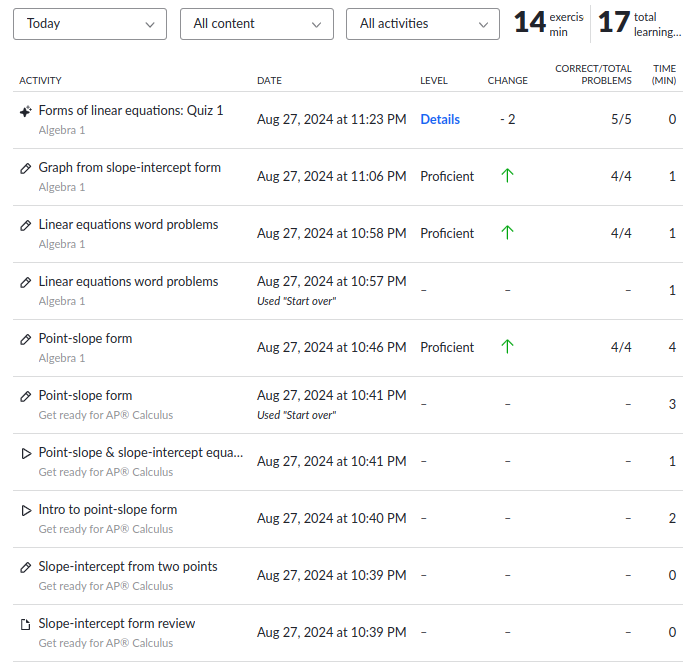 Today
All content
All activities
14 exercis min
17 total learning...
ACTIVITY DATE LEVEL CHANGE CORRECT/TOTAL PROBLEMS TIME (MIN)
Forms of linear equations: Quiz 1
Algebra 1
Aug 27, 2024 at 11:23 PM Details - 2 5/5 0
Graph from slope-intercept form
Algebra 1
Aug 27, 2024 at 11:06 PM Proficient ↑ 4/4 1
Linear equations word problems
Algebra 1
Aug 27, 2024 at 10:58 PM Proficient ↑ 4/4 1
Linear equations word problems
Algebra 1
Aug 27, 2024 at 10:57 PM
Used "Start over"
– – – 1
Point-slope form
Algebra 1
Aug 27, 2024 at 10:46 PM Proficient ↑ 4/4 4
Point-slope form
Get ready for AP® Calculus
Aug 27, 2024 at 10:41 PM
Used "Start over"
– – – 3
Point-slope & slope-intercept equa...
Get ready for AP® Calculus
Aug 27, 2024 at 10:41 PM – – – 1
Intro to point-slope form
Get ready for AP® Calculus
Aug 27, 2024 at 10:40 PM – – – 2
Slope-intercept from two points
Get ready for AP® Calculus
Aug 27, 2024 at 10:39 PM – – – 0
Slope-intercept form review
Get ready for AP® Calculus
Aug 27, 2024 at 10:39 PM – – – 0